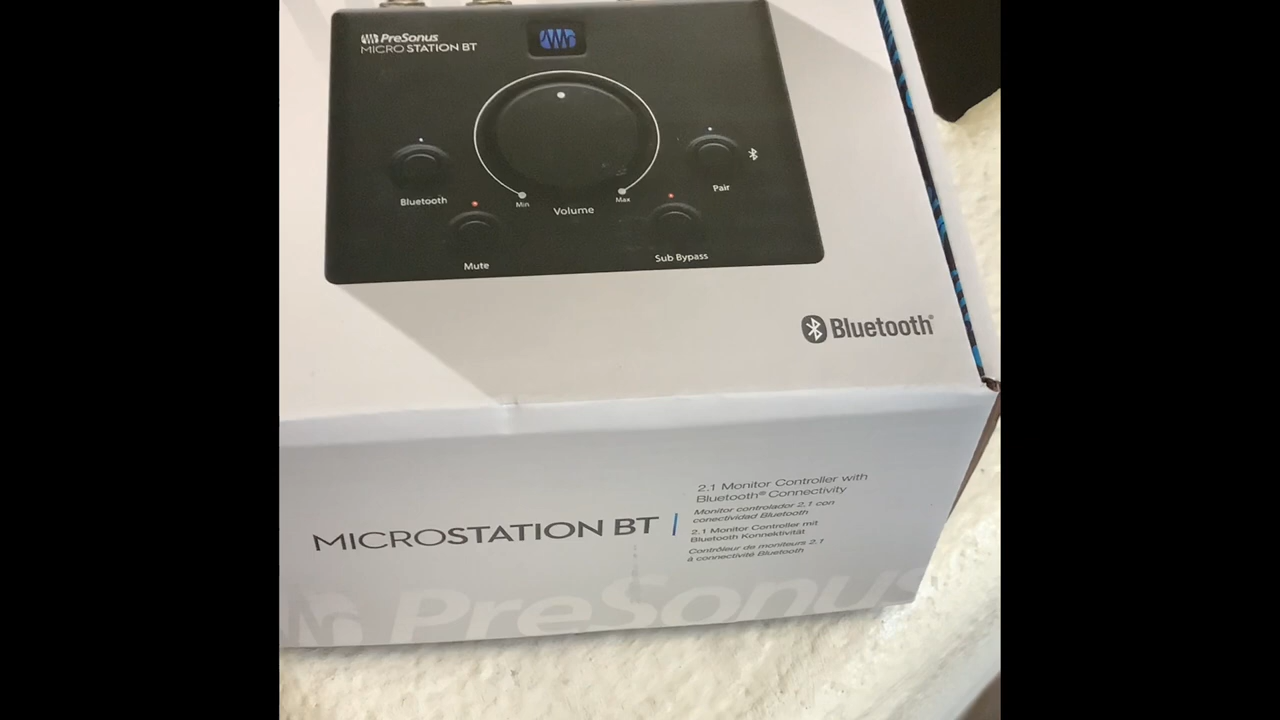 PreSonus
MICROSTATION BT
Bluetooth
Min
Volume
Max
Pair
Mute
Sub Bypass
Bluetooth®
MICROSTATION BT
2.1 Monitor Controller with
Bluetooth® Connectivity
Monitor controlador 2.1 con
conectividad Bluetooth
2.1 Monitor Controller mit
Bluetooth Konnektivität
Contrôleur de moniteurs 2.1
à connectivité Bluetooth
PreSonus